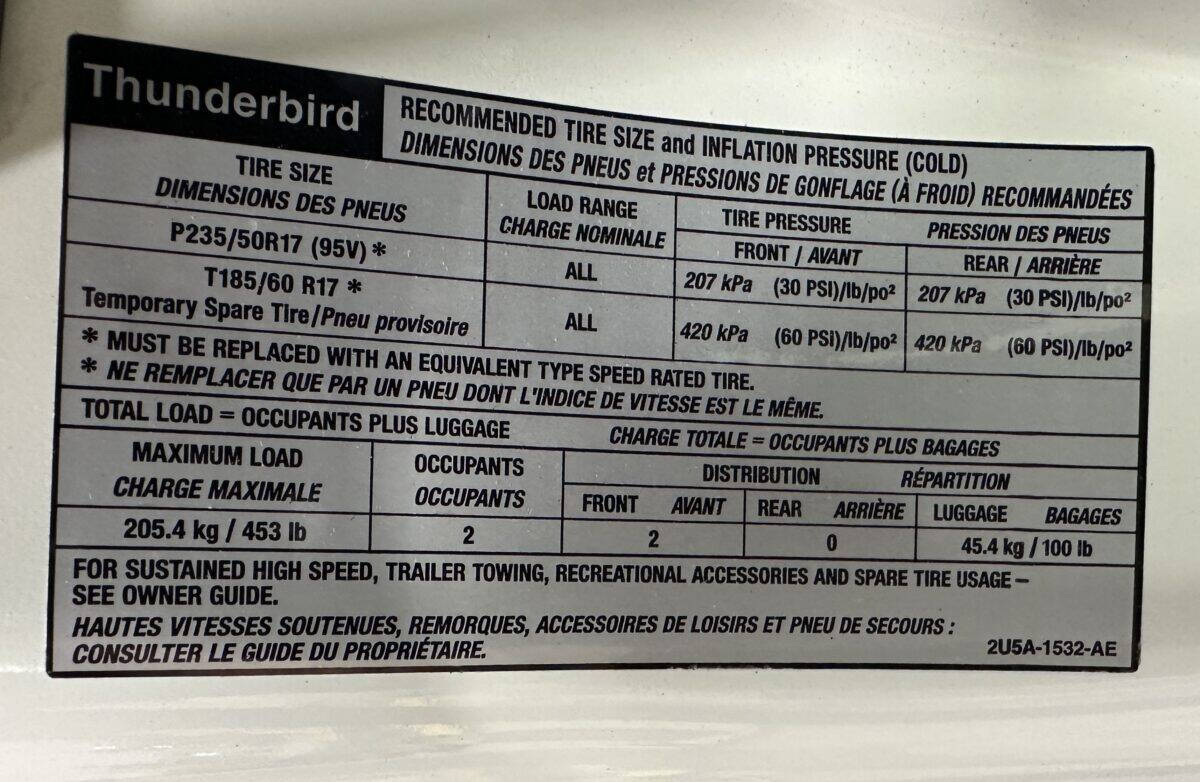 Thunderbird
RECOMMENDED TIRE SIZE and INFLATION PRESSURE (COLD)
DIMENSIONS DES PNEUS et PRESSIONS DE GONFLAGE (À FROID) RECOMMANDÉES
TIRE SIZE
DIMENSIONS DES PNEUS
LOAD RANGE
CHARGE NOMINALE
TIRE PRESSURE PRESSION DES PNEUS
FRONT / AVANT REAR / ARRIÈRE
P235/50R17 (95V) * ALL 207 kPa (30 PSI)/lb/po² 207 kPa (30 PSI)/lb/po²
T185/60 R17 *
Temporary Spare Tire/Pneu provisoire ALL 420 kPa (60 PSI)/lb/po² 420 kPa (60 PSI)/lb/po²
* MUST BE REPLACED WITH AN EQUIVALENT TYPE SPEED RATED TIRE.
* NE REMPLACER QUE PAR UN PNEU DONT L'INDICE DE VITESSE EST LE MÊME.
TOTAL LOAD = OCCUPANTS PLUS LUGGAGE CHARGE TOTALE = OCCUPANTS PLUS BAGAGES
MAXIMUM LOAD
CHARGE MAXIMALE
OCCUPANTS
OCCUPANTS
DISTRIBUTION RÉPARTITION
FRONT AVANT REAR ARRIÈRE LUGGAGE BAGAGES
205.4 kg / 453 lb 2 2 0 45.4 kg / 100 lb
FOR SUSTAINED HIGH SPEED, TRAILER TOWING, RECREATIONAL ACCESSORIES AND SPARE TIRE USAGE –
SEE OWNER GUIDE.
HAUTES VITESSES SOUTENUES, REMORQUES, ACCESSOIRES DE LOISIRS ET PNEU DE SECOURS :
CONSULTER LE GUIDE DU PROPRIÉTAIRE. 2U5A-1532-AE